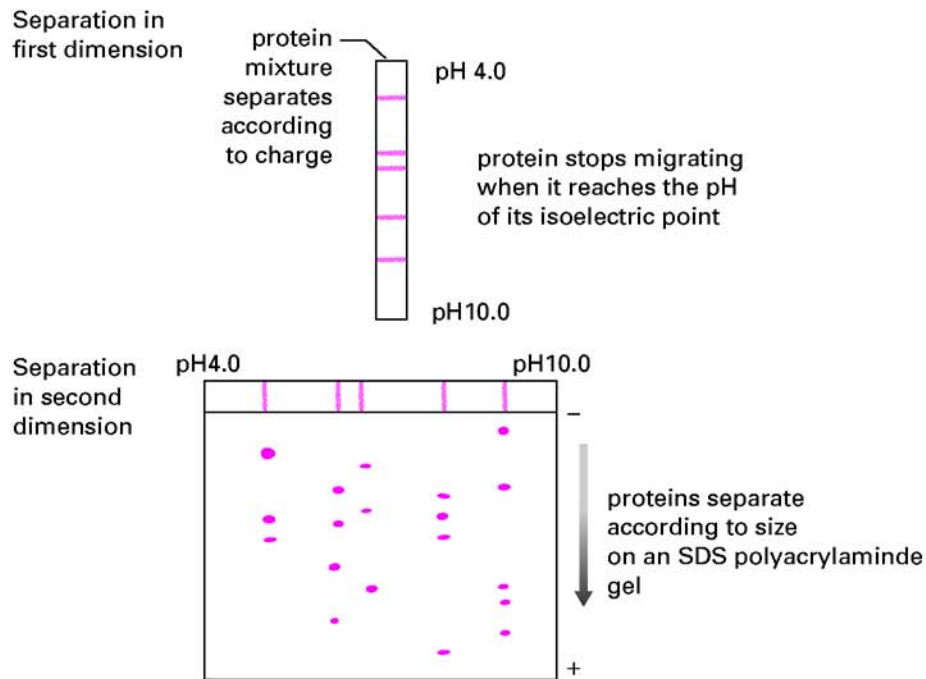 Separation in
first dimension
protein
mixture
separates
according
to charge
pH 4.0
protein stops migrating
when it reaches the pH
of its isoelectric point
pH10.0
Separation
in second
dimension
pH4.0
pH10.0
−
proteins separate
according to size
on an SDS polyacrylaminde
gel
+